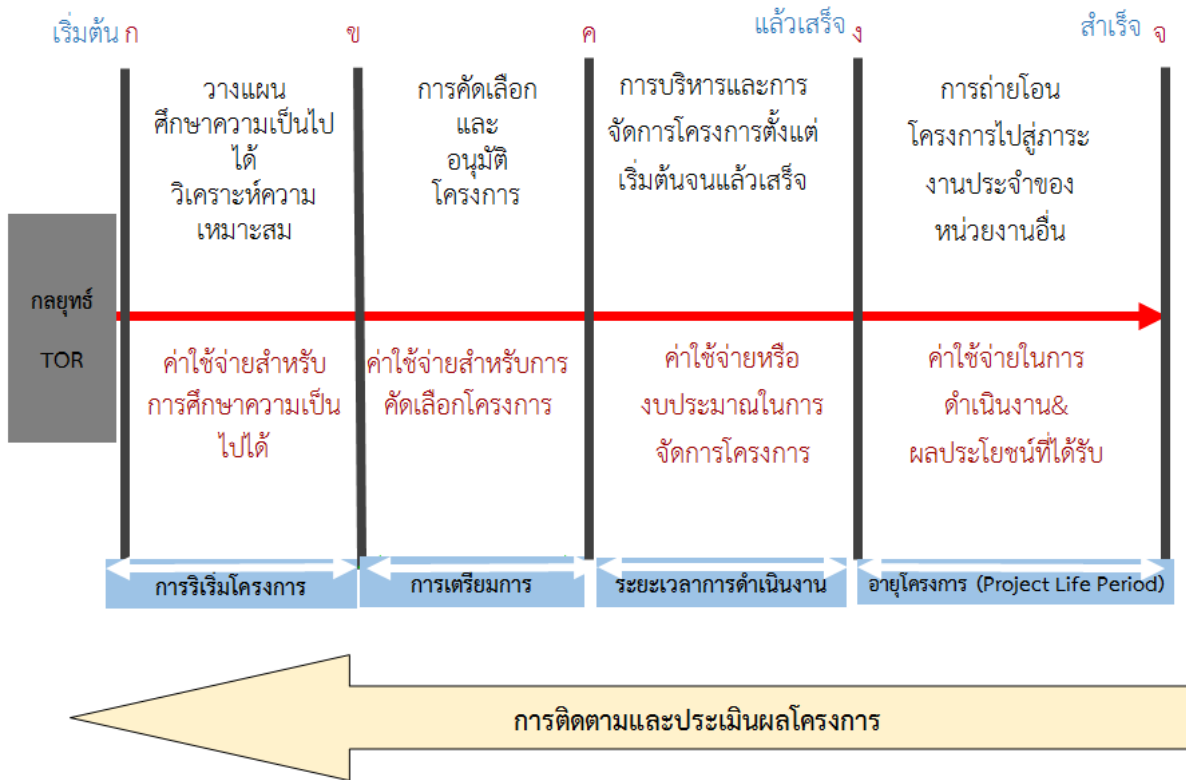 เริ่มต้น ก
ข
ค
แล้วเสร็จ ง
สำเร็จ จ
วางแผน
ศึกษาความเป็นไป
ได้
วิเคราะห์ความ
เหมาะสม
การคัดเลือก
และ
อนุมัติ
โครงการ
การบริหารและการ
จัดการโครงการตั้งแต่
เริ่มต้นจนแล้วเสร็จ
การถ่ายโอน
โครงการไปสู่ภาระ
งานประจำของ
หน่วยงานอื่น
กลยุทธ์
TOR
ค่าใช้จ่ายสำหรับ
การศึกษาความเป็น
ไปได้
ค่าใช้จ่ายสำหรับการ
คัดเลือกโครงการ
ค่าใช้จ่ายหรือ
งบประมาณในการ
จัดการโครงการ
ค่าใช้จ่ายในการ
ดำเนินงาน&
ผลประโยชน์ที่ได้รับ
การริเริ่มโครงการ
การเตรียมการ
ระยะเวลาการดำเนินงาน
อายุโครงการ (Project Life Period)
การติดตามและประเมินผลโครงการ